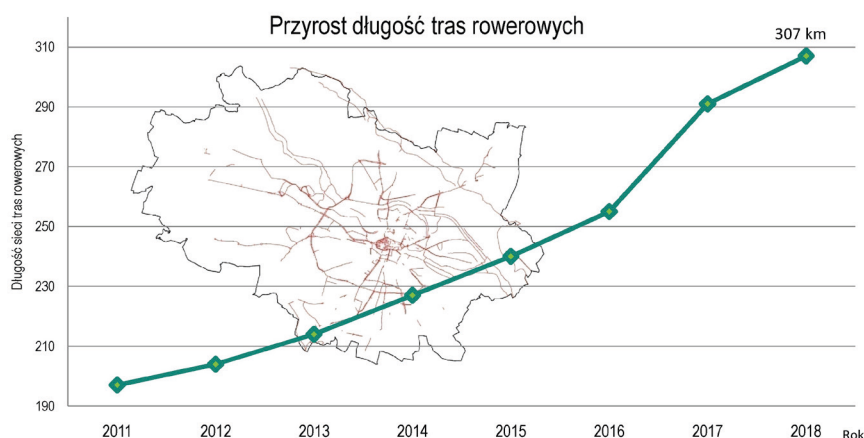 Przyrost długość tras rowerowych
307 km
310
290
270
250
230
210
190
Długość sieci tras rowerowych
2011 2012 2013 2014 2015 2016 2017 2018
Rok